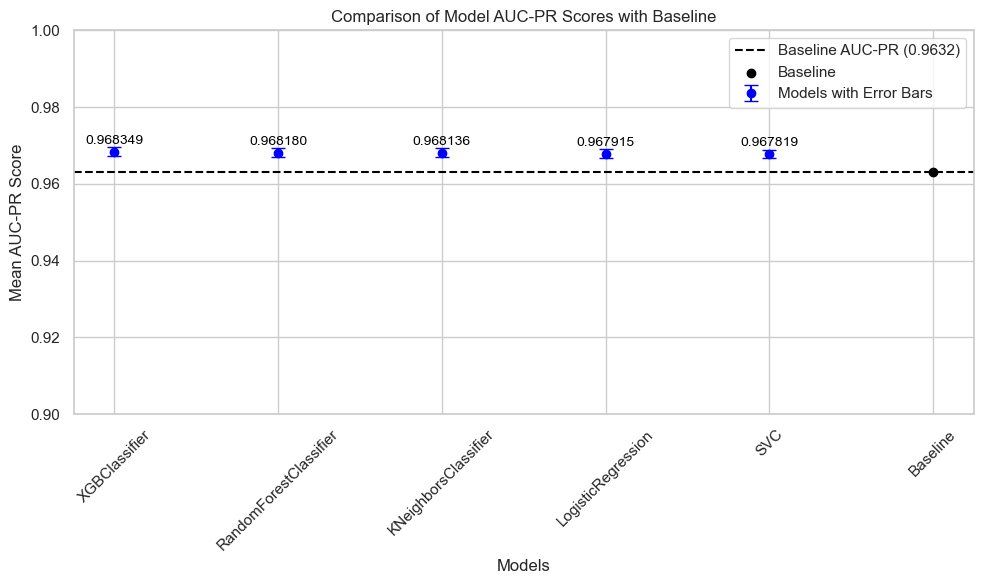 Comparison of Model AUC-PR Scores with Baseline
1.00
0.98
0.96
0.94
0.92
0.90
Mean AUC-PR Score
Baseline AUC-PR (0.9632)
Baseline
Models with Error Bars
0.968349
0.968180
0.968136
0.967915
0.967819
XGBClassifier
RandomForestClassifier
KNeighborsClassifier
LogisticRegression
SVC
Baseline
Models